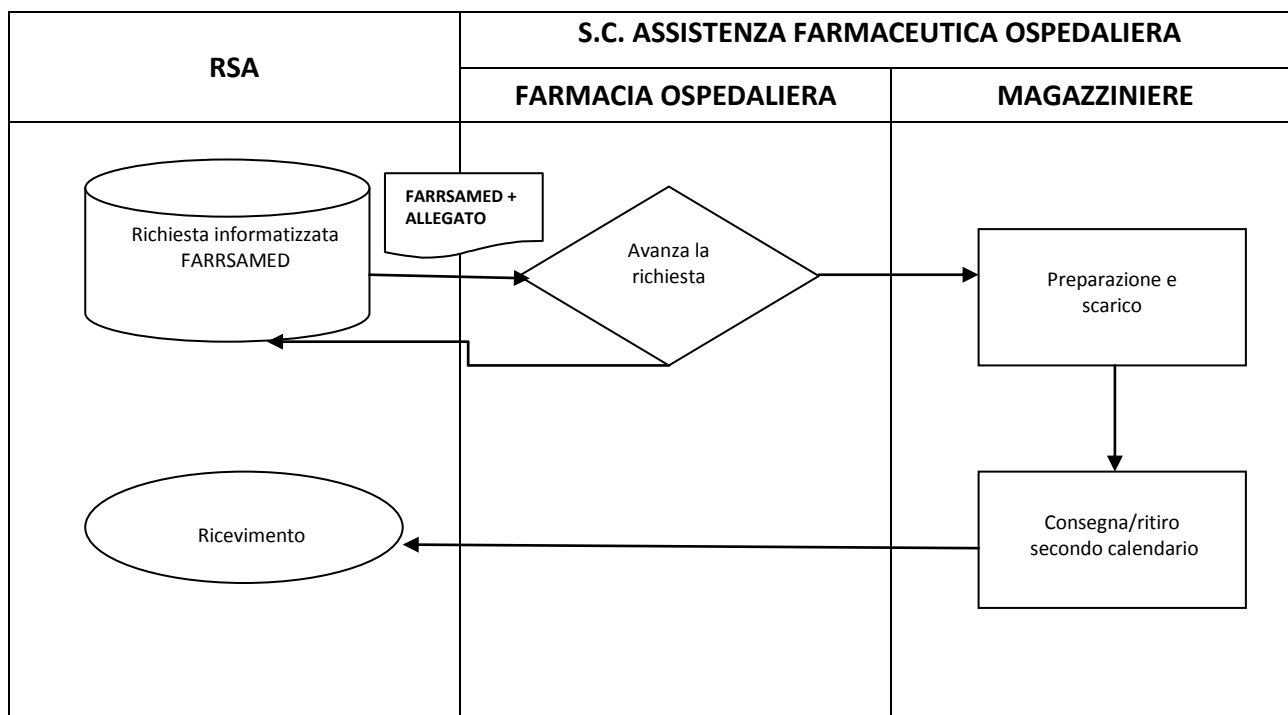 RSA
S.C. ASSISTENZA FARMACEUTICA OSPEDALIERA
FARMACIA OSPEDALIERA
MAGAZZINIERE
Richiesta informatizzata
FARRSAMED
FARRSAMED +
ALLEGATO
Avanza la
richiesta
Preparazione e
scarico
Ricevimento
Consegna/ritiro
secondo calendario